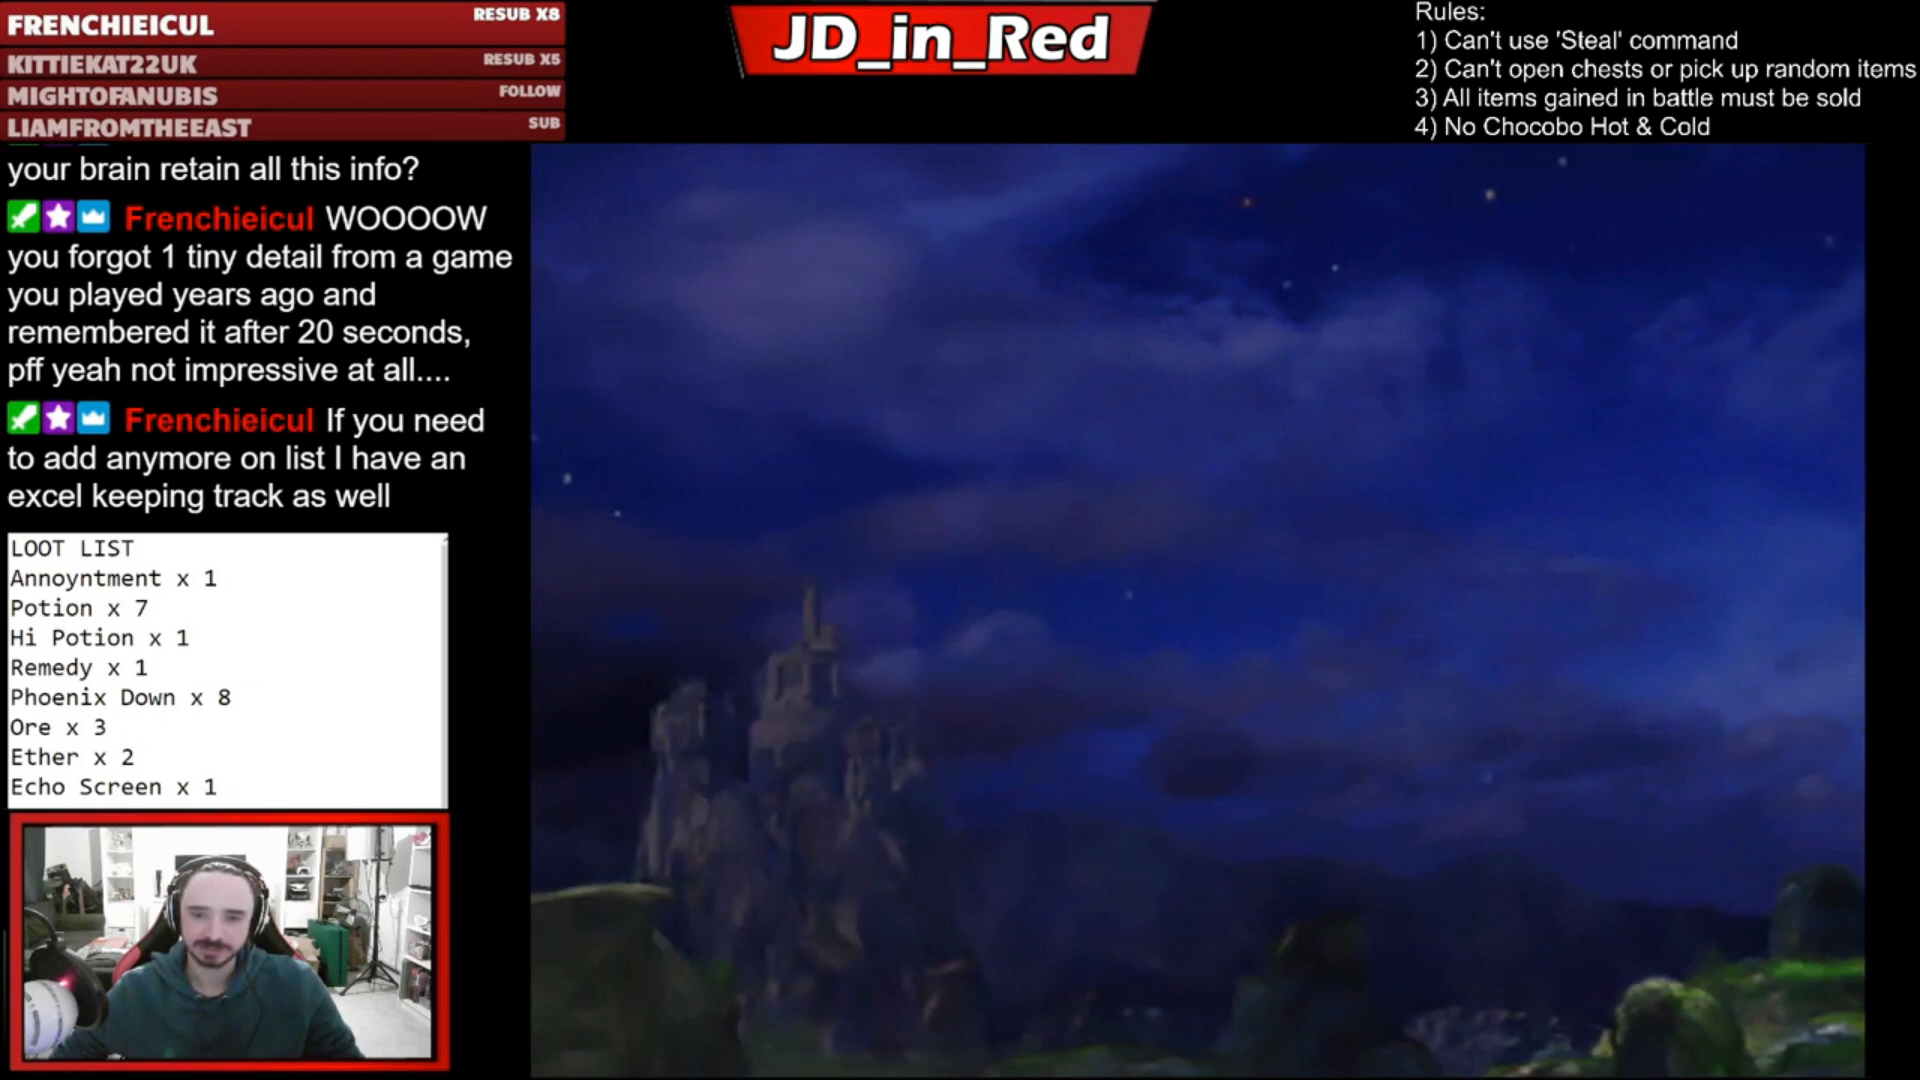 FRENCHIEICUL RESUB X8
KITTIEKAT22UK RESUB X5
MIGHTOFANUBIS FOLLOW
LIAMFROMTHEEAST SUB
JD_in_Red
Rules:
1) Can't use 'Steal' command
2) Can't open chests or pick up random items
3) All items gained in battle must be sold
4) No Chocobo Hot & Cold
your brain retain all this info?
Frenchieicul WOOOOW
you forgot 1 tiny detail from a game
you played years ago and
remembered it after 20 seconds,
pff yeah not impressive at all....
Frenchieicul If you need
to add anymore on list I have an
excel keeping track as well
LOOT LIST
Annoyntment x 1
Potion x 7
Hi Potion x 1
Remedy x 1
Phoenix Down x 8
Ore x 3
Ether x 2
Echo Screen x 1